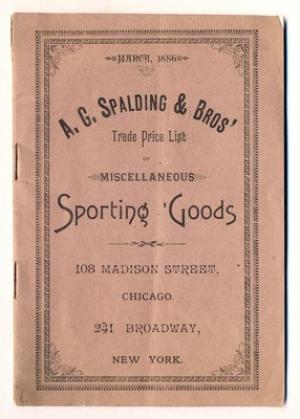 MARCH, 1886
A. G. SPALDING & BROS'
Trade Price List
OF
MISCELLANEOUS
Sporting Goods
108 MADISON STREET,
CHICAGO.
241 BROADWAY,
NEW YORK.